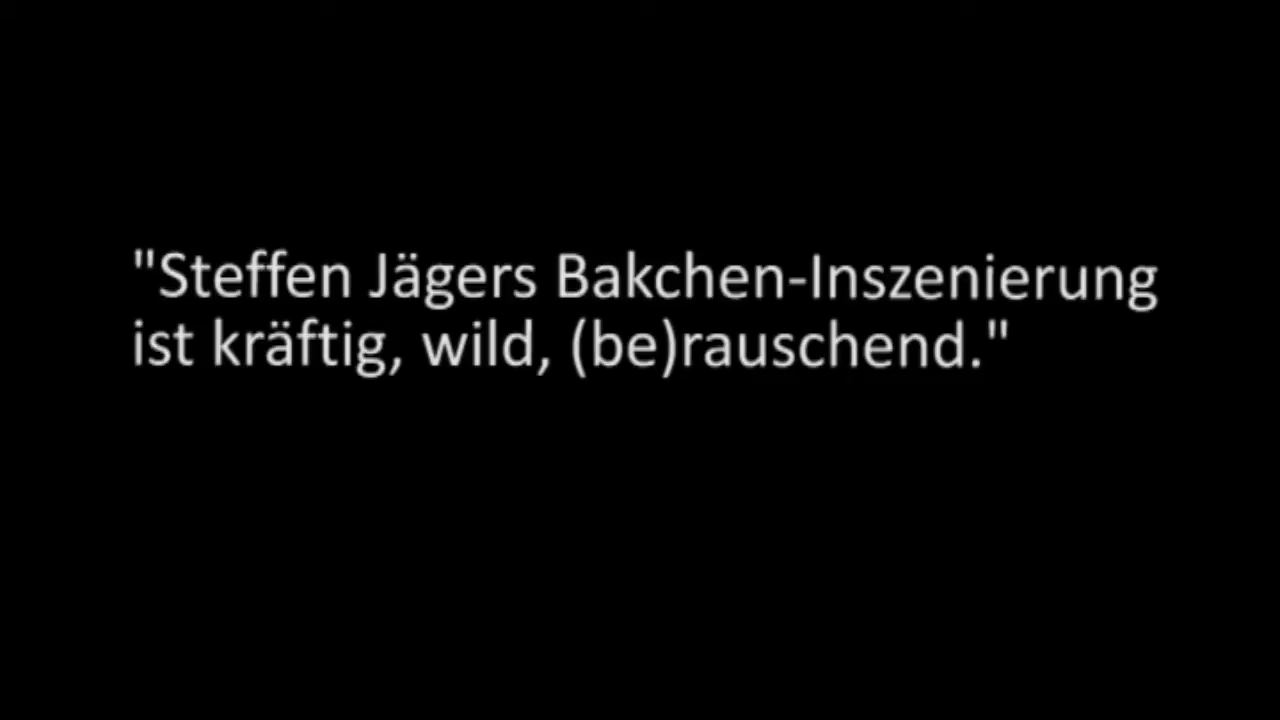 "Steffen Jägers Bakchen-Inszenierung
ist kräftig, wild, (be)rauschend."